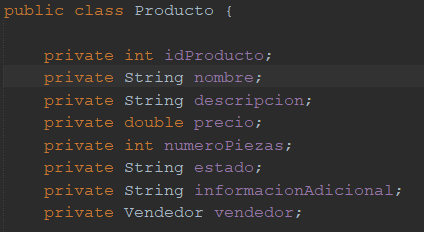 public class Producto {
private int idProducto;
private String nombre;
private String descripcion;
private double precio;
private int numeroPiezas;
private String estado;
private String informacionAdicional;
private Vendedor vendedor;